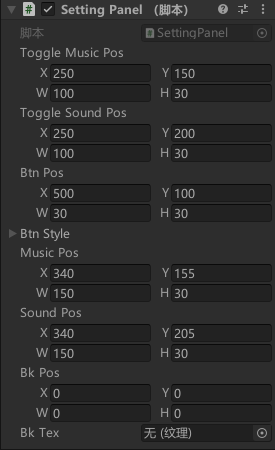 Setting Panel （脚本）
脚本 SettingPanel
Toggle Music Pos
X 250 Y 150
W 100 H 30
Toggle Sound Pos
X 250 Y 200
W 100 H 30
Btn Pos
X 500 Y 100
W 30 H 30
Btn Style
Music Pos
X 340 Y 155
W 150 H 30
Sound Pos
X 340 Y 205
W 150 H 30
Bk Pos
X 0 Y 0
W 0 H 0
Bk Tex 无 (纹理)